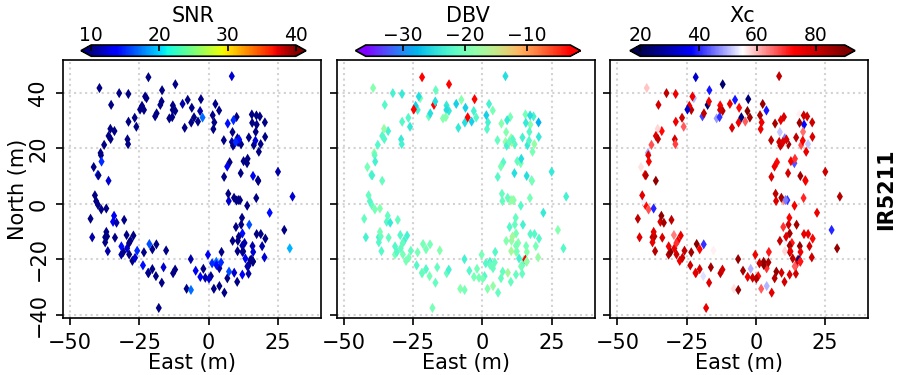 SNR DBV Xc
10 20 30 40 −30 −20 −10 20 40 60 80
North (m)
40
20
0
−20
−40
−50 −25 0 25 −50 −25 0 25 −50 −25 0 25
East (m) East (m) East (m)
IR5211